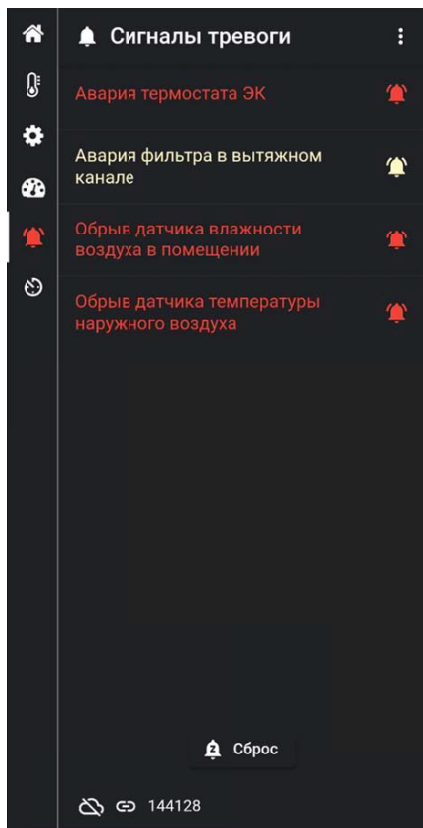 Сигналы тревоги
Авария термостата ЭК
Авария фильтра в вытяжном
канале
Обрыв датчика влажности
воздуха в помещении
Обрыв датчика температуры
наружного воздуха
Сброс
144128